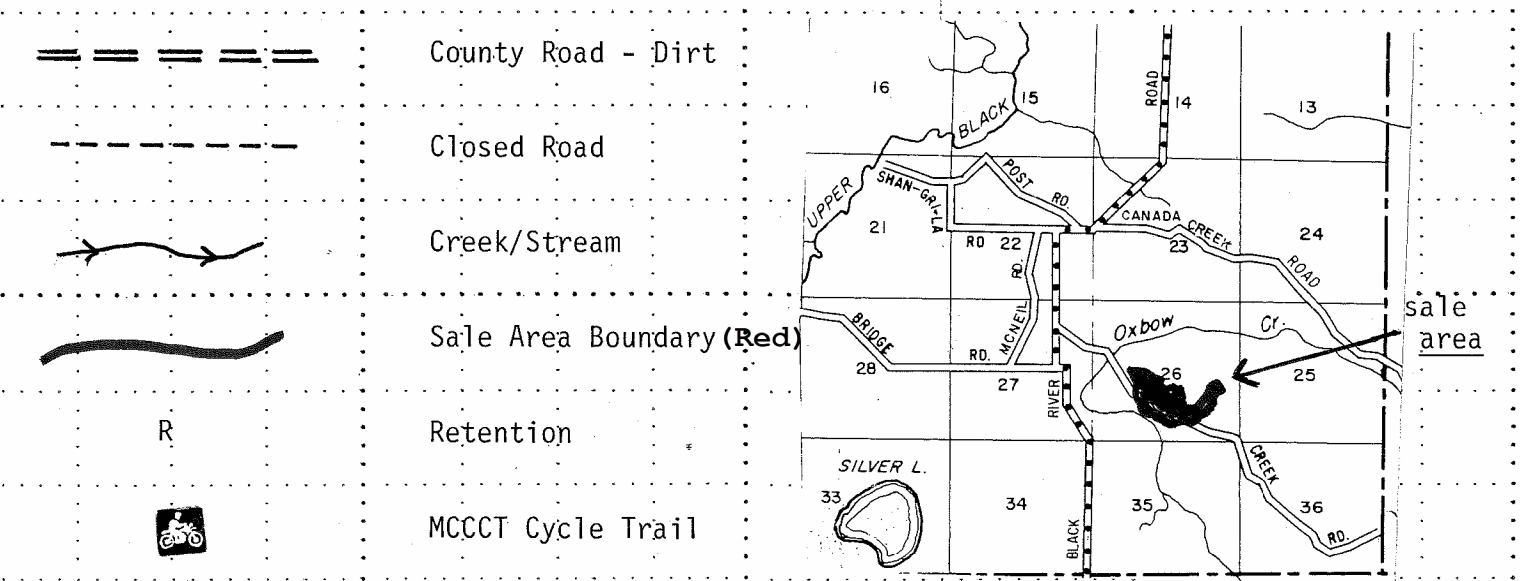 County Road - Dirt
Closed Road
Creek/Stream
Sale Area Boundary (Red)
R
Retention
MCCCT Cycle Trail
16
15
ROAD
14
13
BLACK
UPPER
SHAN-GRI-LA
POST
RD.
21
RD
22
CANADA
CREEK
ROAD
23
24
RD.
MCNEIL
BRIDGE
RD.
28
27
Oxbow
Cr.
sale
area
26
25
RIVER
SILVER L.
33
34
35
36
CREEK
RD.
BLACK